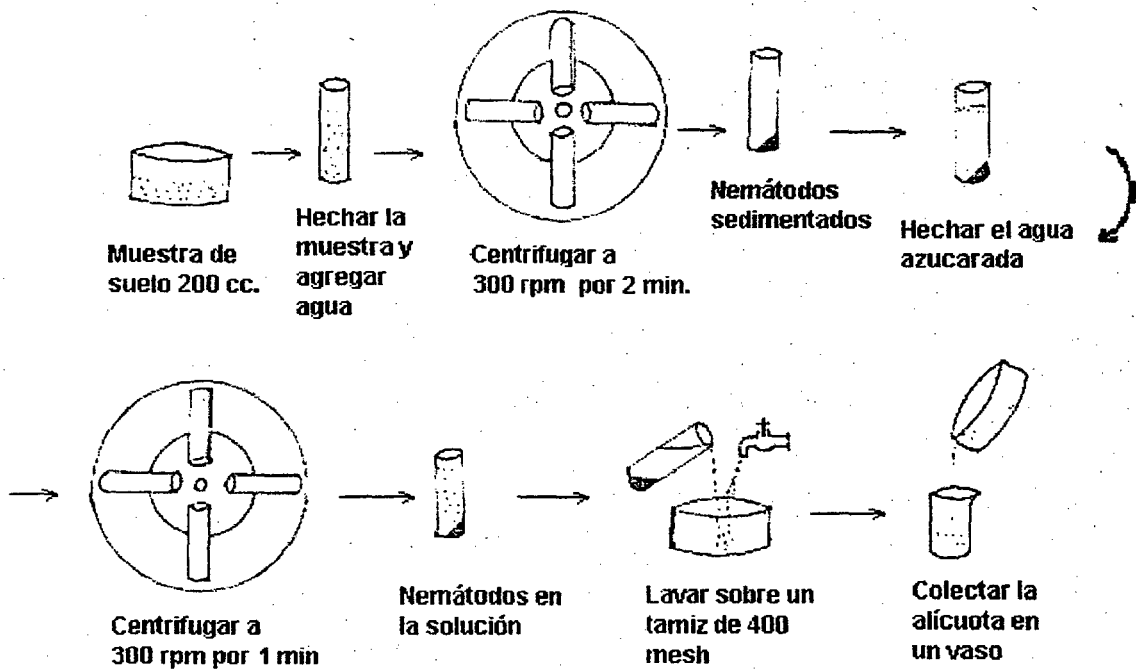 Muestra de
suelo 200 cc.
Hechar la
muestra y
agregar
agua
Centrifugar a
300 rpm por 2 min.
Nemátodos
sedimentados
Hechar el agua
azucarada
Centrifugar a
300 rpm por 1 min
Nemátodos en
la solución
Lavar sobre un
tamiz de 400
mesh
Colectar la
alícuota en
un vaso